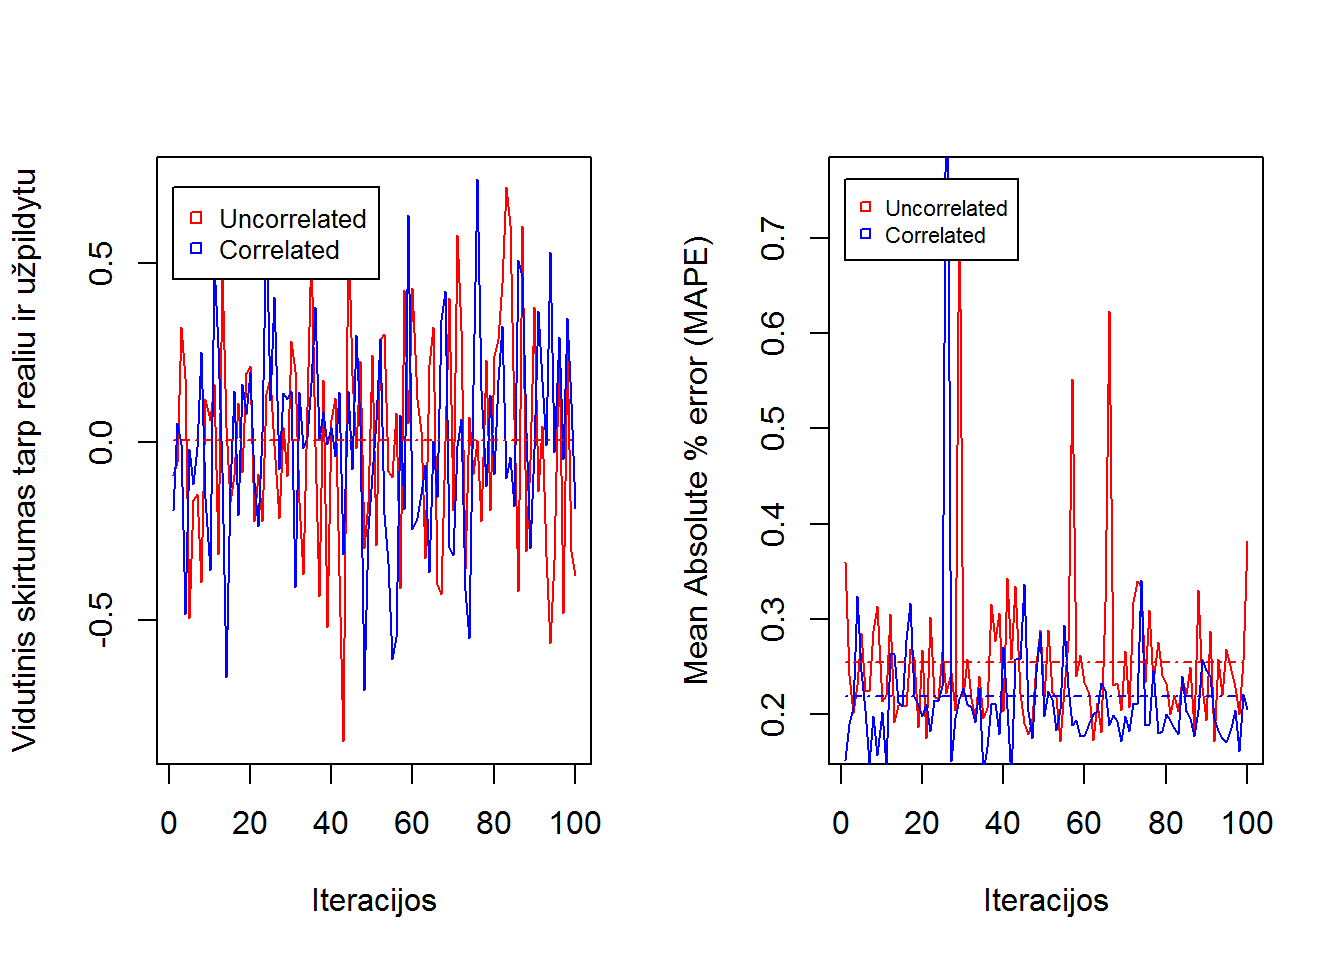 Vidutinis skirtumas tarp realiu ir užpildytu
0.5
0.0
-0.5
Uncorrelated
Correlated
0 20 40 60 80 100
Iteracijos
Mean Absolute % error (MAPE)
0.7
0.6
0.5
0.4
0.3
0.2
Uncorrelated
Correlated
0 20 40 60 80 100
Iteracijos